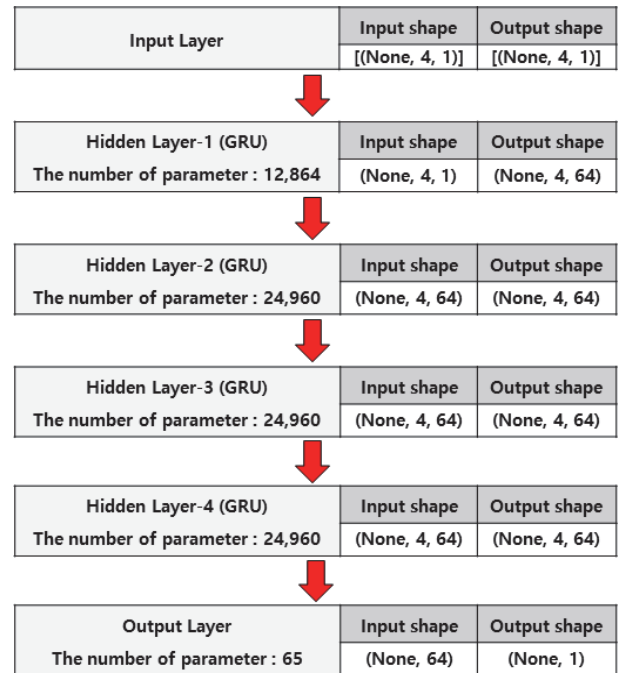 Input Layer
Input shape Output shape
[(None, 4, 1)] [(None, 4, 1)]
Hidden Layer-1 (GRU)
The number of parameter : 12,864
Input shape Output shape
(None, 4, 1) (None, 4, 64)
Hidden Layer-2 (GRU)
The number of parameter : 24,960
Input shape Output shape
(None, 4, 64) (None, 4, 64)
Hidden Layer-3 (GRU)
The number of parameter : 24,960
Input shape Output shape
(None, 4, 64) (None, 4, 64)
Hidden Layer-4 (GRU)
The number of parameter : 24,960
Input shape Output shape
(None, 4, 64) (None, 4, 64)
Output Layer
The number of parameter : 65
Input shape Output shape
(None, 64) (None, 1)